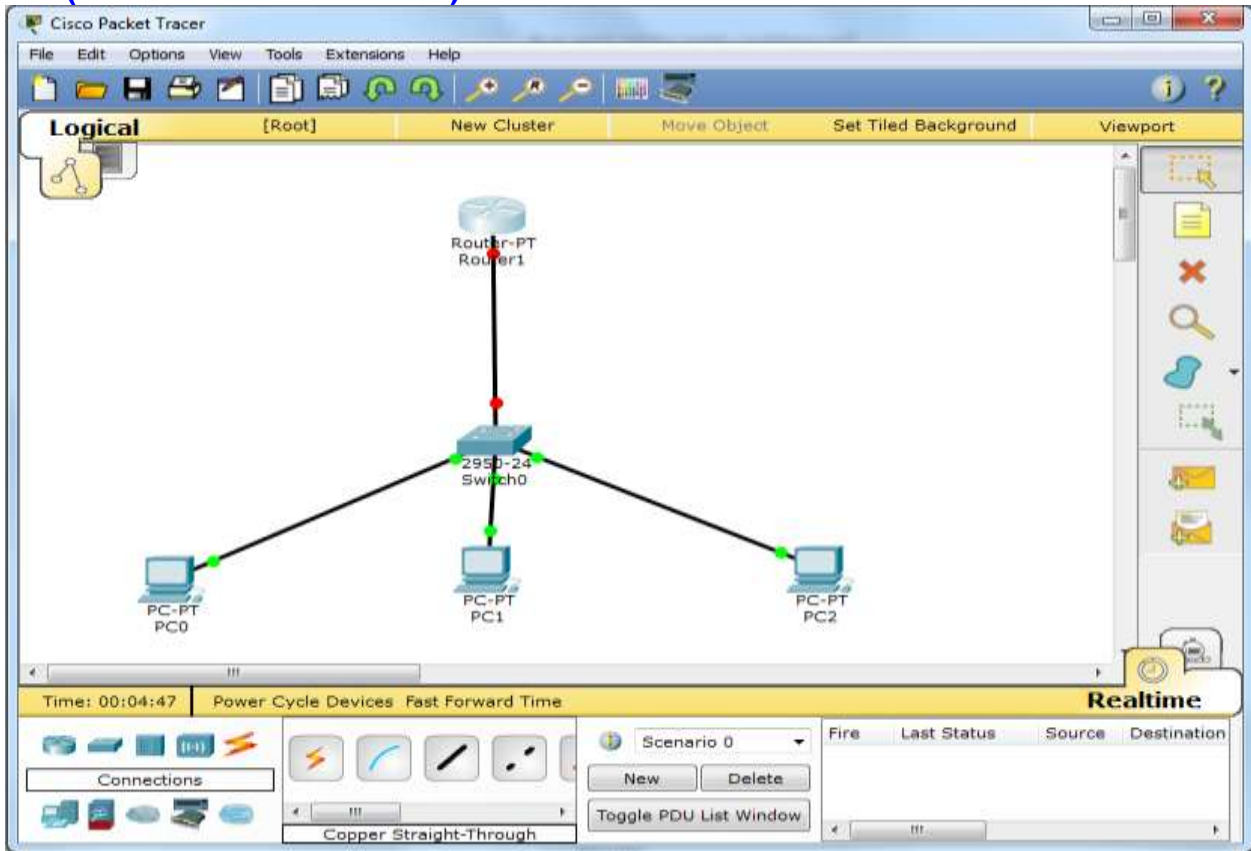 Cisco Packet Tracer
File Edit Options View Tools Extensions Help
Logical [Root] New Cluster Move Object Set Tiled Background Viewport
Router-PT
Router1
2950-24
Switch0
PC-PT
PC0
PC-PT
PC1
PC-PT
PC2
Time: 00:04:47 Power Cycle Devices Fast Forward Time Realtime
Connections
Copper Straight-Through
Scenario 0
New Delete
Toggle PDU List Window
Fire Last Status Source Destination